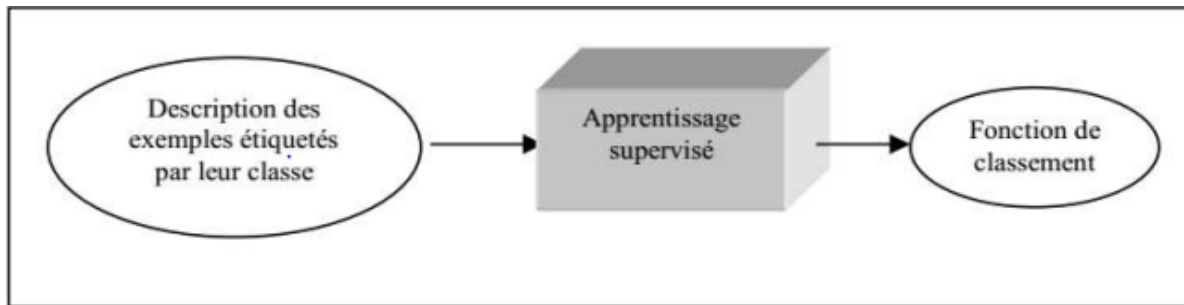 Description des
exemples étiquetés
par leur classe
Apprentissage
supervisé
Fonction de
classement